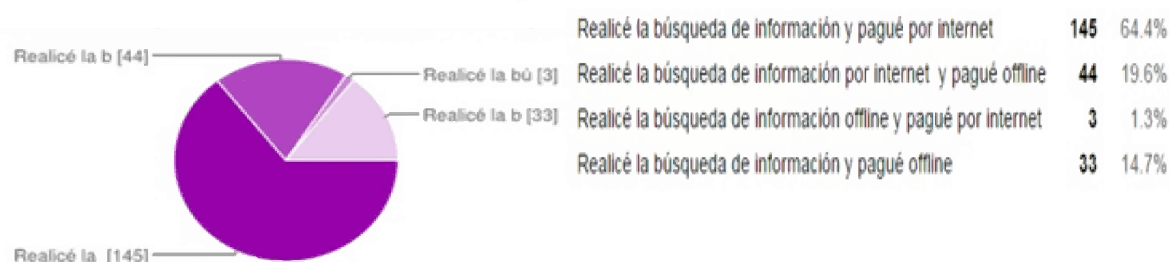 Realicé la b [44]
Realicé la bú [3]
Realicé la b [33]
Realicé la [145]
Realicé la búsqueda de información y pagué por internet 145 64.4%
Realicé la búsqueda de información por internet y pagué offline 44 19.6%
Realicé la búsqueda de información offline y pagué por internet 3 1.3%
Realicé la búsqueda de información y pagué offline 33 14.7%